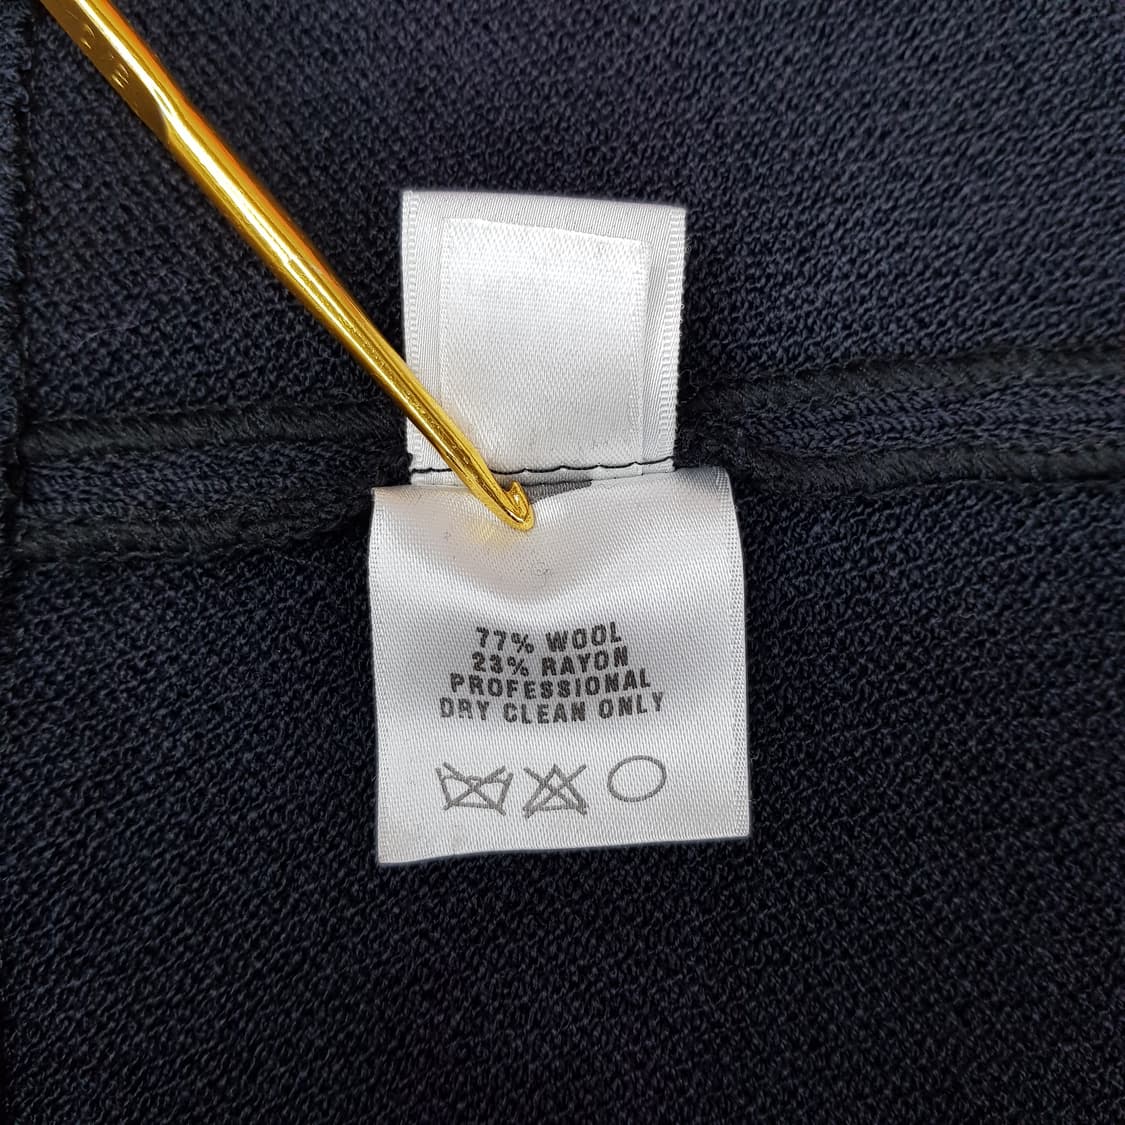 77% WOOL
23% RAYON
PROFESSIONAL
DRY CLEAN ONLY